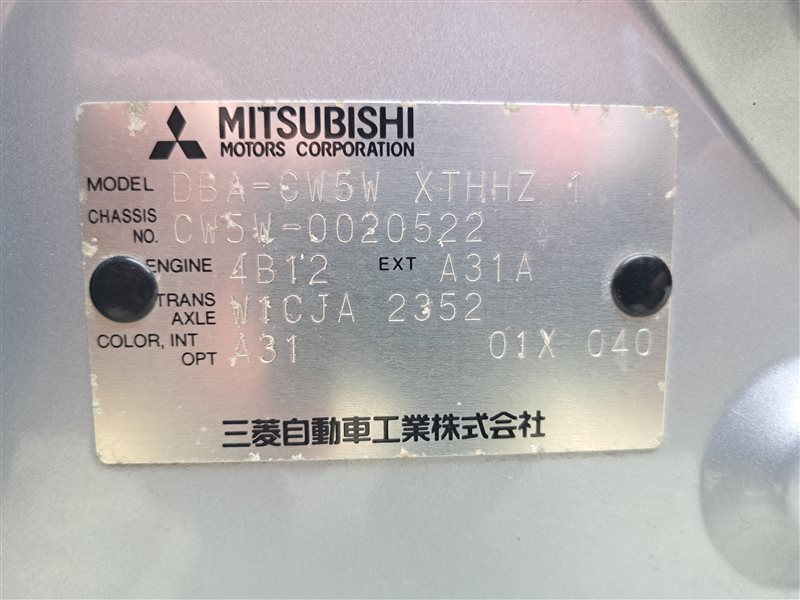 MITSUBISHI
MOTORS CORPORATION
MODEL DBA-CW5W XTHHZ 1
CHASSIS NO. CW5W-0020522
ENGINE 4B12 EXT A31A
TRANS AXLE W1CJA 2352
COLOR, INT OPT A31 01X 040
三菱自動車工業株式会社